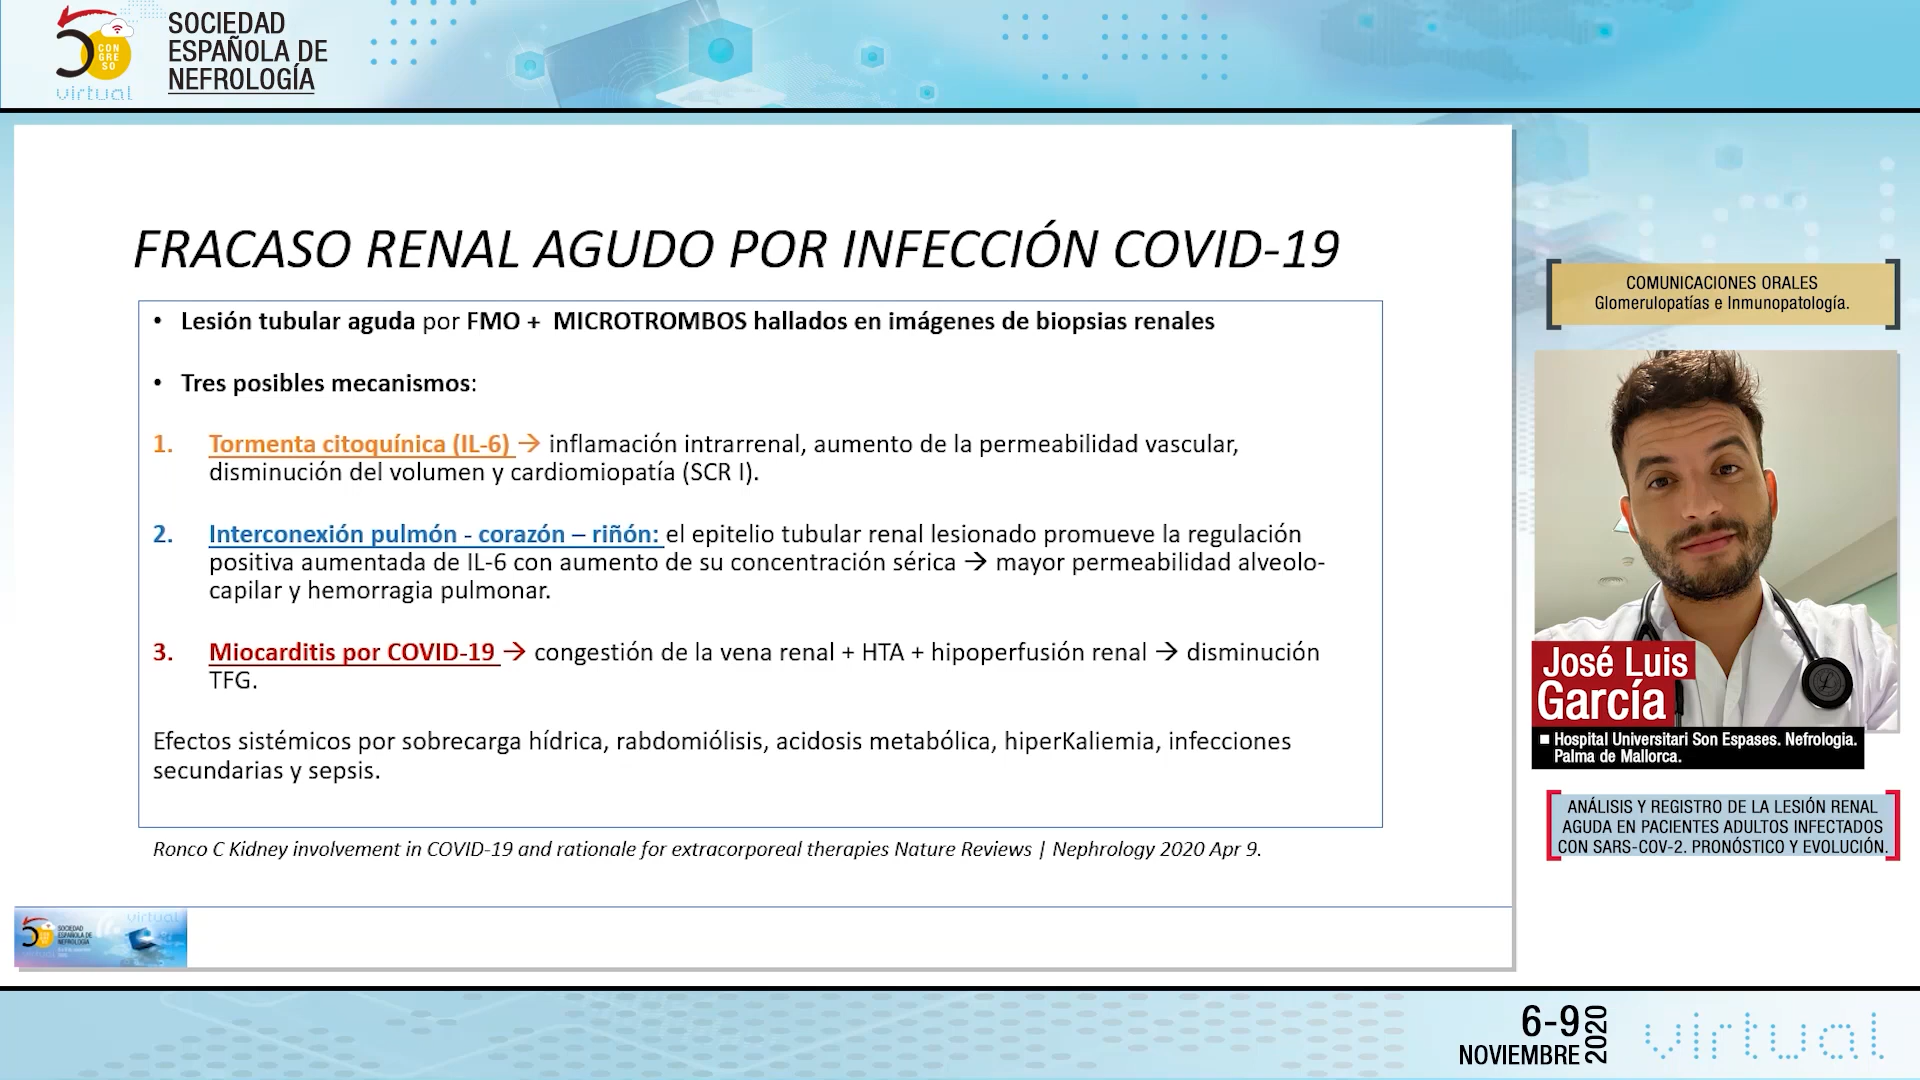 50
CON
GRE
SO
virtual
SOCIEDAD
ESPAÑOLA DE
NEFROLOGÍA
FRACASO RENAL AGUDO POR INFECCIÓN COVID-19
• Lesión tubular aguda por FMO + MICROTROMBOS hallados en imágenes de biopsias renales
• Tres posibles mecanismos:
1. Tormenta citoquínica (IL-6) → inflamación intrarrenal, aumento de la permeabilidad vascular,
disminución del volumen y cardiomiopatía (SCR I).
2. Interconexión pulmón - corazón – riñón: el epitelio tubular renal lesionado promueve la regulación
positiva aumentada de IL-6 con aumento de su concentración sérica → mayor permeabilidad alveolo-
capilar y hemorragia pulmonar.
3. Miocarditis por COVID-19 → congestión de la vena renal + HTA + hipoperfusión renal → disminución
TFG.
Efectos sistémicos por sobrecarga hídrica, rabdomiólisis, acidosis metabólica, hiperKaliemia, infecciones
secundarias y sepsis.
Ronco C Kidney involvement in COVID-19 and rationale for extracorporeal therapies Nature Reviews | Nephrology 2020 Apr 9.
50
SOCIEDAD
ESPAÑOLA DE
NEFROLOGÍA
virtual
COMUNICACIONES ORALES
Glomerulopatías e Inmunopatología.
José Luis
García
■ Hospital Universitari Son Espases. Nefrologia.
Palma de Mallorca.
ANÁLISIS Y REGISTRO DE LA LESIÓN RENAL
AGUDA EN PACIENTES ADULTOS INFECTADOS
CON SARS-COV-2. PRONÓSTICO Y EVOLUCIÓN.
6-9
NOVIEMBRE
2020
virtual